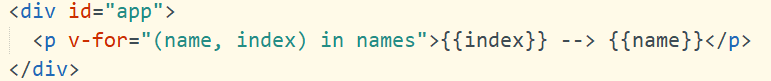 <div id="app">
<p v-for="(name, index) in names">{{index}} --> {{name}}</p>
</div>